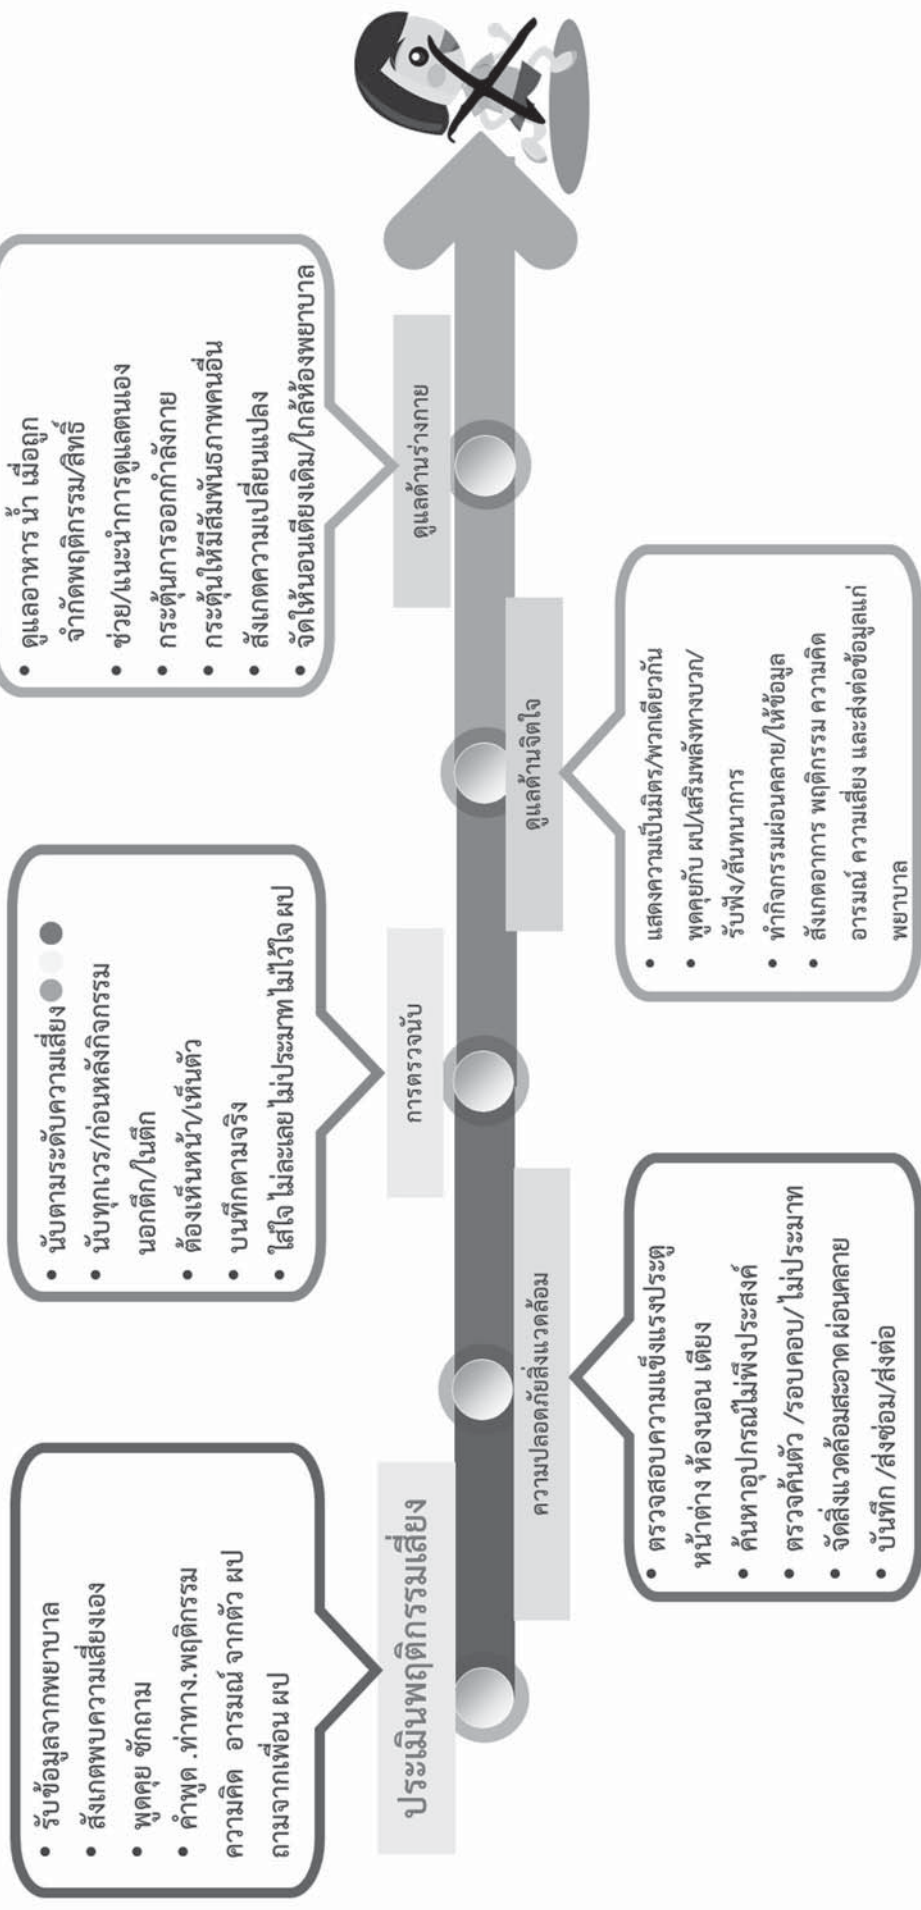 • รับข้อมูลจากพยาบาล
• สังเกตพบความเสี่ยงเอง
• พูดคุย ซักถาม
• คำพูด .ท่าทาง.พฤติกรรม
ความคิด อารมณ์ จากตัว ผป
ถามจากเพื่อน ผป
ประเมินพฤติกรรมเสี่ยง
ความปลอดภัยสิ่งแวดล้อม
• ตรวจสอบความแข็งแรงประตู
หน้าต่าง ห้องนอน เตียง
• ค้นหาอุปกรณ์ไม่พึงประสงค์
• ตรวจค้นตัว /รอบคอบ/ ไม่ประมาท
• จัดสิ่งแวดล้อมสะอาด ผ่อนคลาย
• บันทึก /ส่งซ่อม/ส่งต่อ
• นับตามระดับความเสี่ยง
• นับทุกเวร/ก่อนหลังกิจกรรม
นอกตึก/ในตึก
• ต้องเห็นหน้า/เห็นตัว
• บนทึกตามจริง
• ใส่ใจ ไม่ละเลย ไม่ประมาท ไม่ไว้ใจ ผป
การตรวจนับ
ดูแลด้านจิตใจ
• แสดงความเป็นมิตร/พวกเดียวกัน
• พูดคุยกับ ผป/เสริมพลังทางบวก/
รับฟัง/สันทนาการ
• ทำกิจกรรมผ่อนคลาย/ให้ข้อมูล
• สังเกตอาการ พฤติกรรม ความคิด
อารมณ์ ความเสี่ยง และส่งต่อข้อมูลแก่
พยาบาล
• ดูแลอาหาร น้ำ เมื่อถูก
จำกัดพฤติกรรม/สิทธิ์
• ช่วย/แนะนำการดูแลตนเอง
• กระตุ้นการออกกำลังกาย
• กระตุ้นให้มีสัมพันธภาพคนอื่น
• สังเกตความเปลี่ยนแปลง
• จัดให้นอนเตียงเดิม/ใกล้ห้องพยาบาล
ดูแลด้านร่างกาย